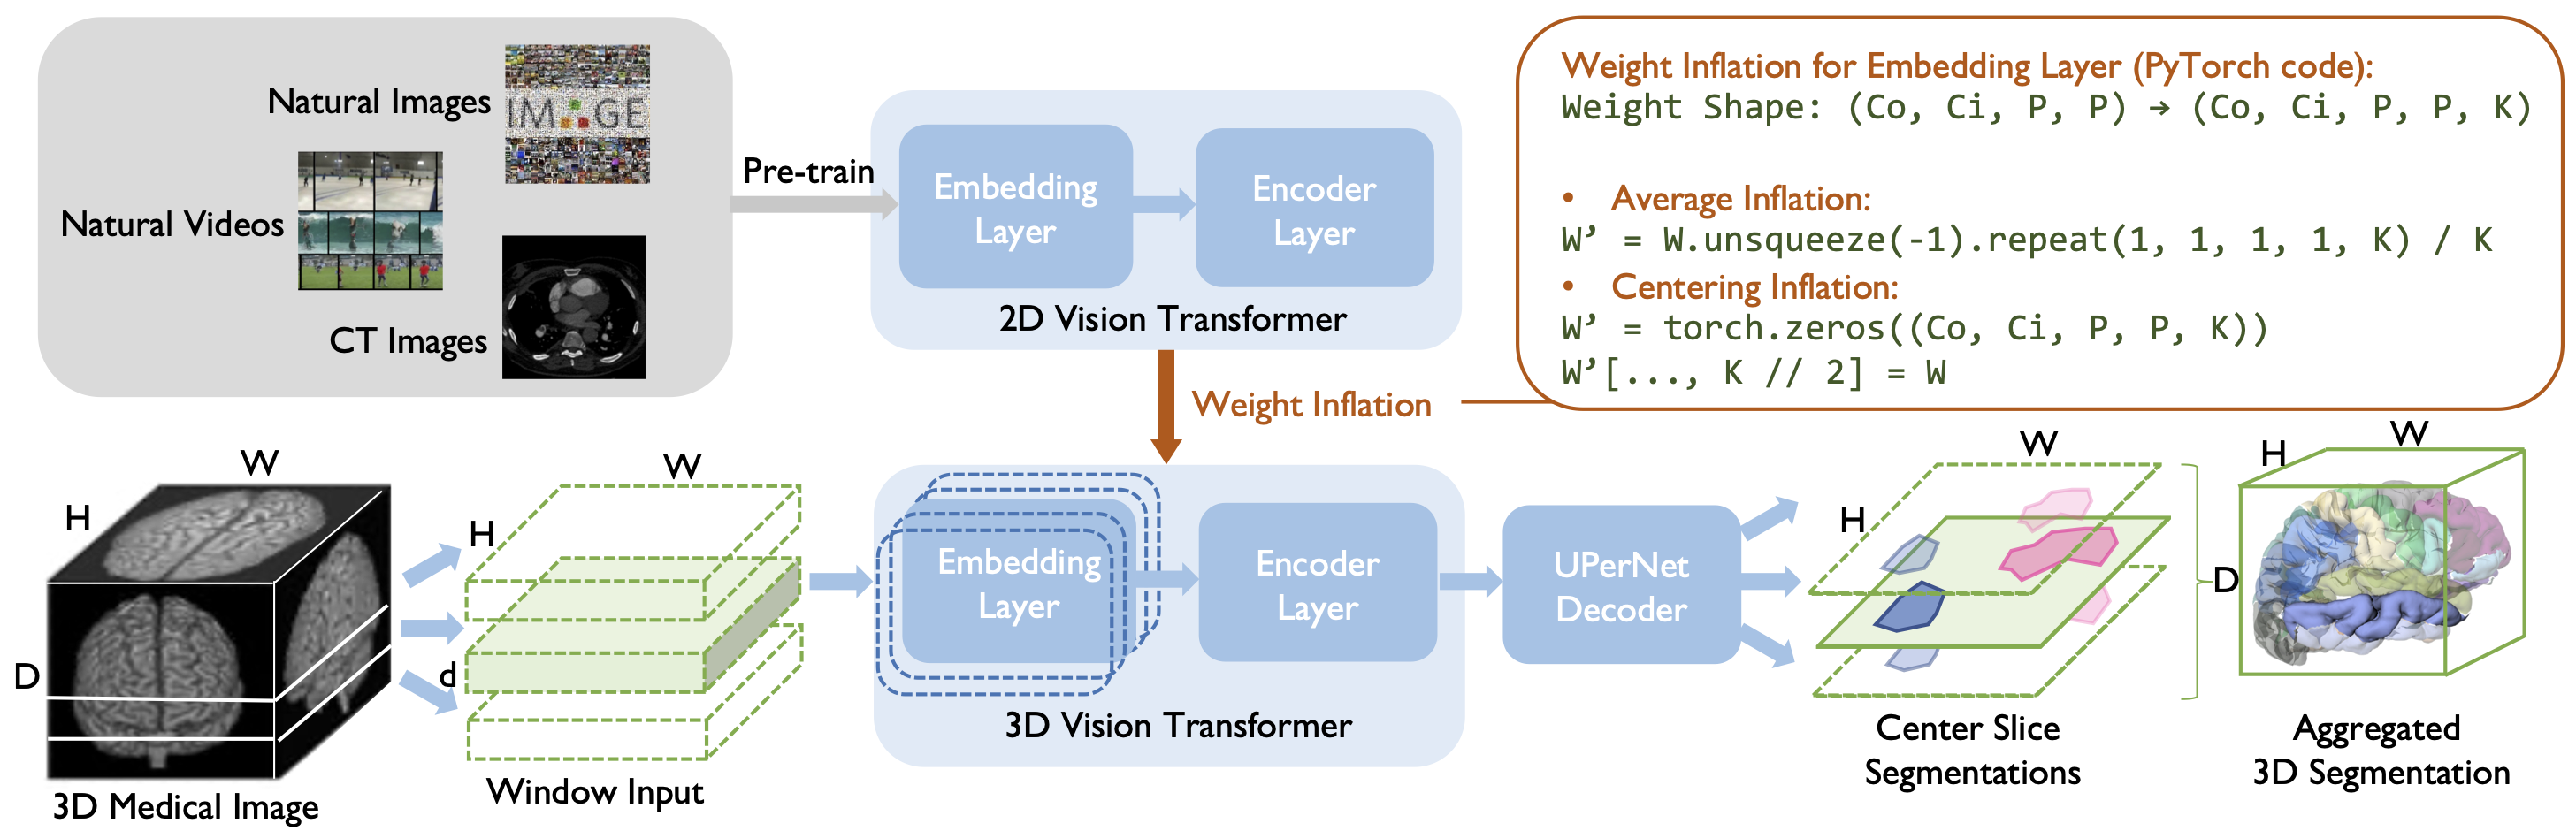 Natural Images
IMAGE
Natural Videos
CT Images
Pre-train
Embedding
Layer
Encoder
Layer
2D Vision Transformer
Weight Inflation
Weight Inflation for Embedding Layer (PyTorch code):
Weight Shape: (Co, Ci, P, P) → (Co, Ci, P, P, K)
• Average Inflation:
W’ = W.unsqueeze(-1).repeat(1, 1, 1, 1, K) / K
• Centering Inflation:
W’ = torch.zeros((Co, Ci, P, P, K))
W’[..., K // 2] = W
W
H
D
3D Medical Image
W
H
d
Window Input
Embedding
Layer
Encoder
Layer
3D Vision Transformer
UPerNet
Decoder
W
H
Center Slice
Segmentations
W
H
D
Aggregated
3D Segmentation